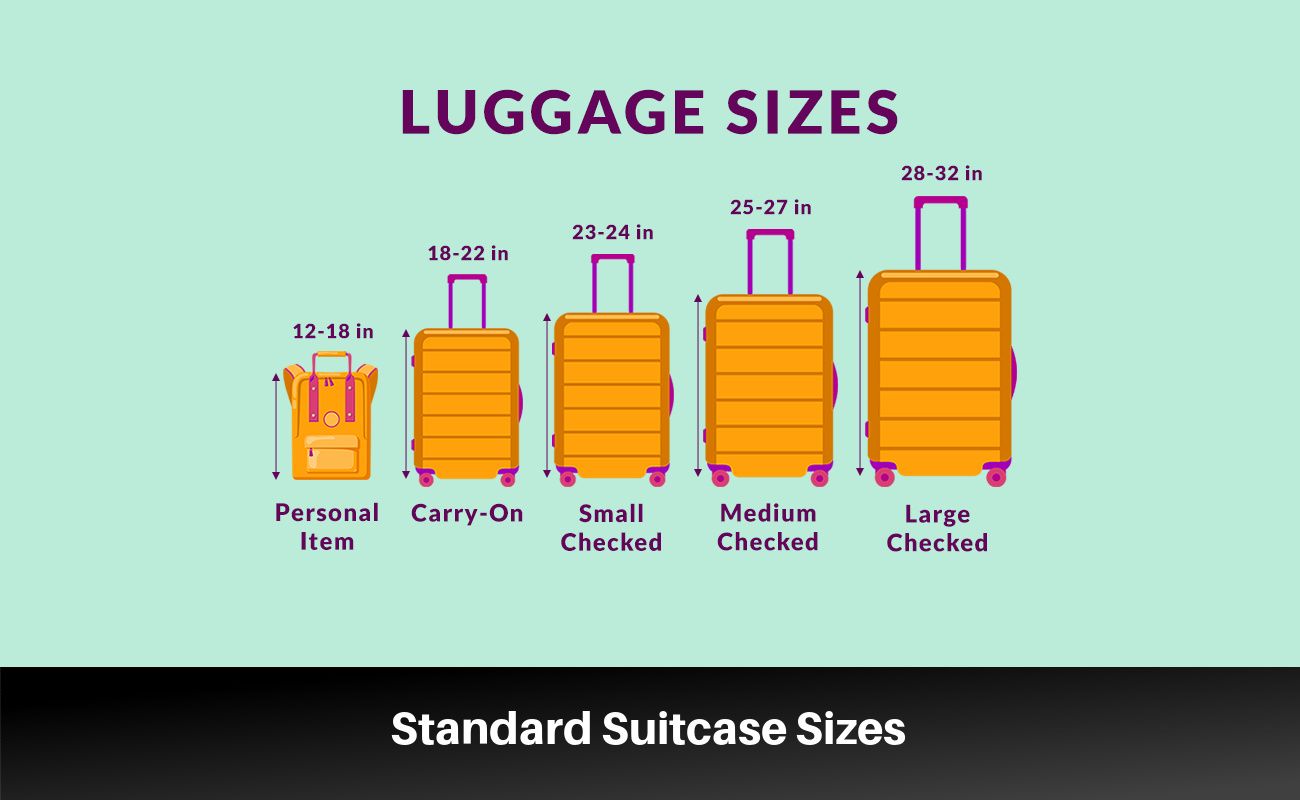 LUGGAGE SIZES
12-18 in
18-22 in
23-24 in
25-27 in
28-32 in
Personal
Item
Carry-On
Small
Checked
Medium
Checked
Large
Checked
Standard Suitcase Sizes